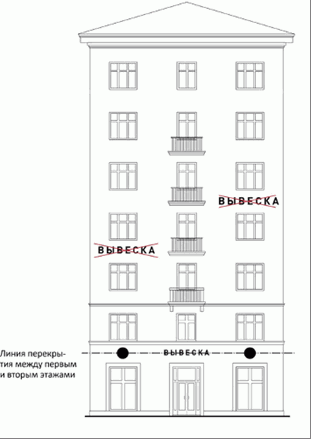 ВЫВЕСКА
ВЫВЕСКА
Линия перекры-
тия между первым
и вторым этажами
ВЫВЕСКА